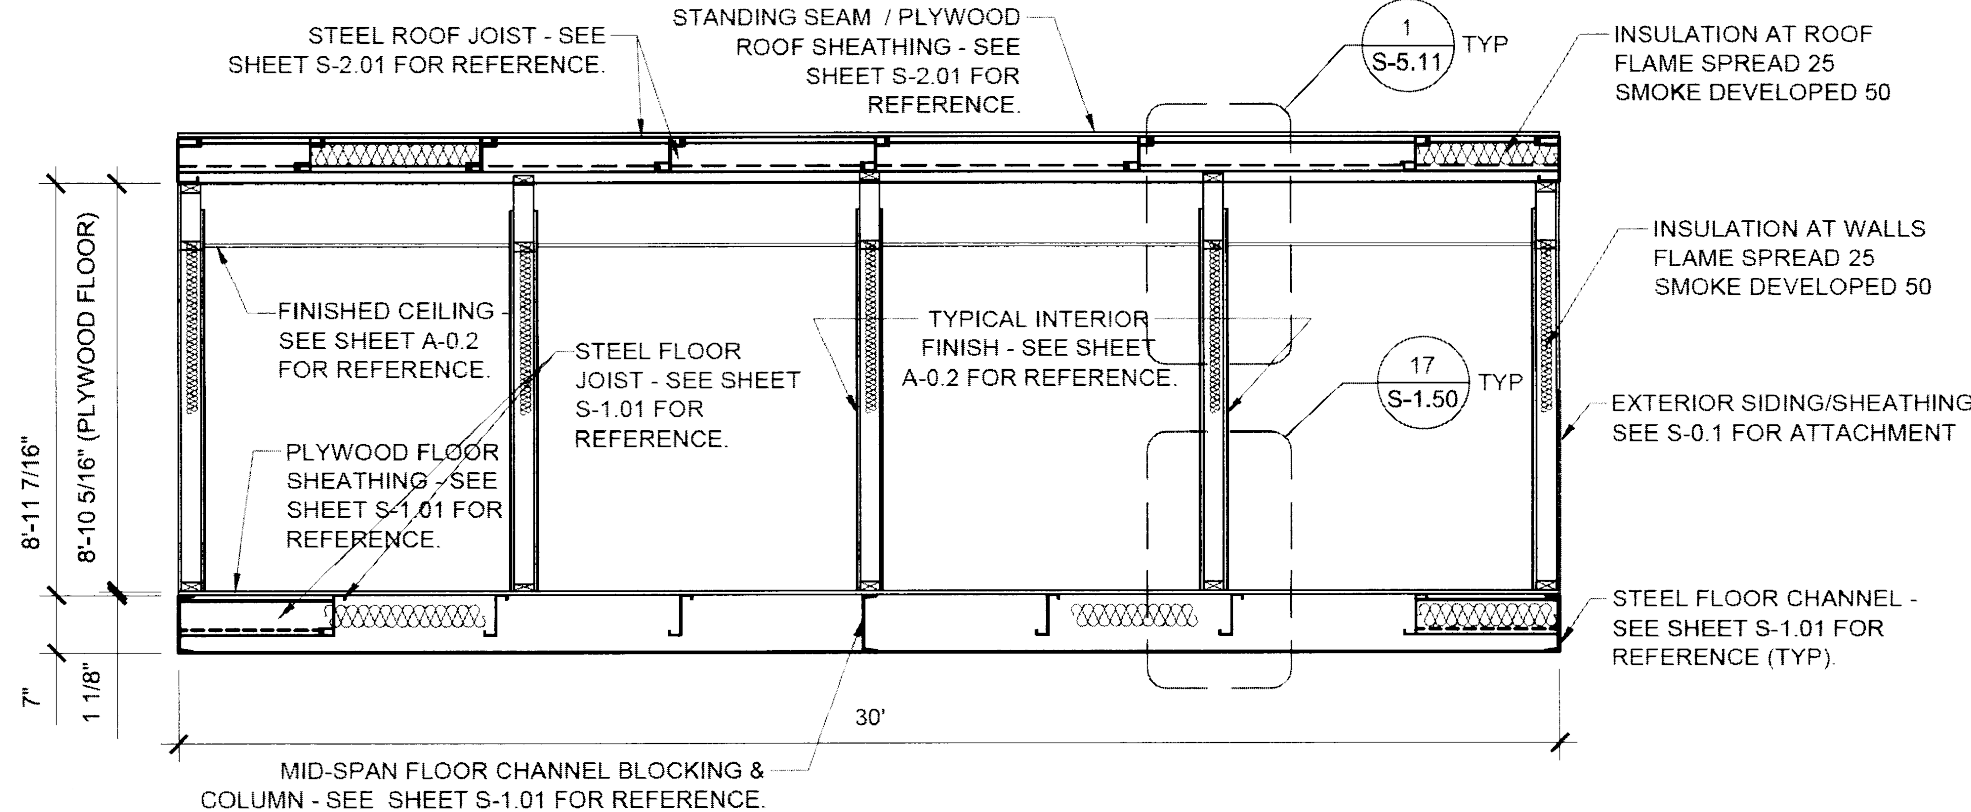 STEEL ROOF JOIST - SEE
SHEET S-2.01 FOR REFERENCE.
STANDING SEAM / PLYWOOD
ROOF SHEATHING - SEE
SHEET S-2.01 FOR
REFERENCE.
1
S-5.11
TYP
INSULATION AT ROOF
FLAME SPREAD 25
SMOKE DEVELOPED 50
INSULATION AT WALLS
FLAME SPREAD 25
SMOKE DEVELOPED 50
FINISHED CEILING -
SEE SHEET A-0.2
FOR REFERENCE.
STEEL FLOOR
JOIST - SEE SHEET
S-1.01 FOR
REFERENCE.
TYPICAL INTERIOR
FINISH - SEE SHEET
A-0.2 FOR REFERENCE.
17
S-1.50
TYP
EXTERIOR SIDING/SHEATHING
SEE S-0.1 FOR ATTACHMENT
PLYWOOD FLOOR
SHEATHING - SEE
SHEET S-1.01 FOR
REFERENCE.
8'-11 7/16"
8'-10 5/16" (PLYWOOD FLOOR)
7"
1 1/8"
STEEL FLOOR CHANNEL -
SEE SHEET S-1.01 FOR
REFERENCE (TYP).
30'
MID-SPAN FLOOR CHANNEL BLOCKING &
COLUMN - SEE SHEET S-1.01 FOR REFERENCE.